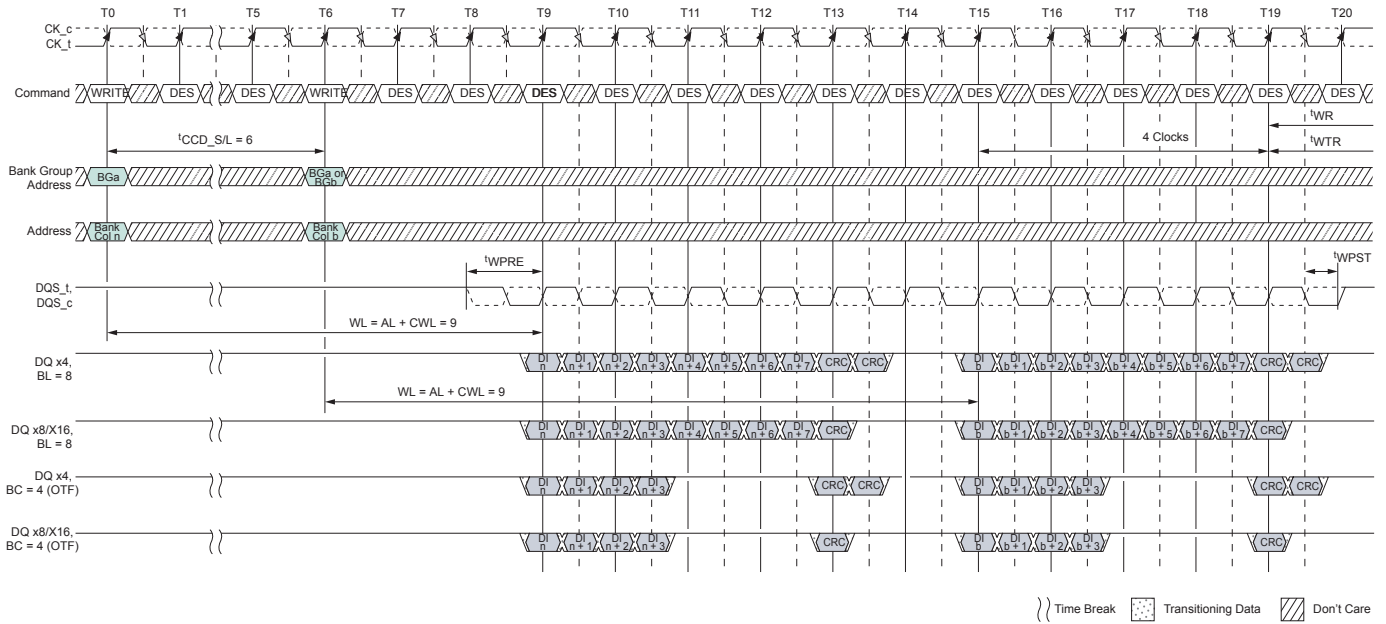 T0 T1 T5 T6 T7 T8 T9 T10 T11 T12 T13 T14 T15 T16 T17 T18 T19 T20
CK_c
CK_t
Command WRITE DES DES WRITE DES DES DES DES DES DES DES DES DES DES DES DES DES DES
tWR
tCCD_S/L = 6
4 Clocks
tWTR
Bank Group
Address
BGa
BGa or
BGb
Address
Bank
Col n
Bank
Col b
tWPRE
tWPST
DQS_t,
DQS_c
WL = AL + CWL = 9
DQ x4,
BL = 8
DI DI DI DI DI DI DI DI CRC CRC DI DI DI DI DI DI DI DI CRC CRC
n n + 1 n + 2 n + 3 n + 4 n + 5 n + 6 n + 7 b b + 1 b + 2 b + 3 b + 4 b + 5 b + 6 b + 7
WL = AL + CWL = 9
DQ x8/X16,
BL = 8
DI DI DI DI DI DI DI DI CRC DI DI DI DI DI DI DI DI CRC
n n + 1 n + 2 n + 3 n + 4 n + 5 n + 6 n + 7 b b + 1 b + 2 b + 3 b + 4 b + 5 b + 6 b + 7
DQ x4,
BC = 4 (OTF)
DI DI DI DI CRC CRC DI DI DI DI CRC CRC
n n + 1 n + 2 n + 3 b b + 1 b + 2 b + 3
DQ x8/X16,
BC = 4 (OTF)
DI DI DI DI CRC DI DI DI DI CRC
n n + 1 n + 2 n + 3 b b + 1 b + 2 b + 3
Time Break Transitioning Data Don't Care